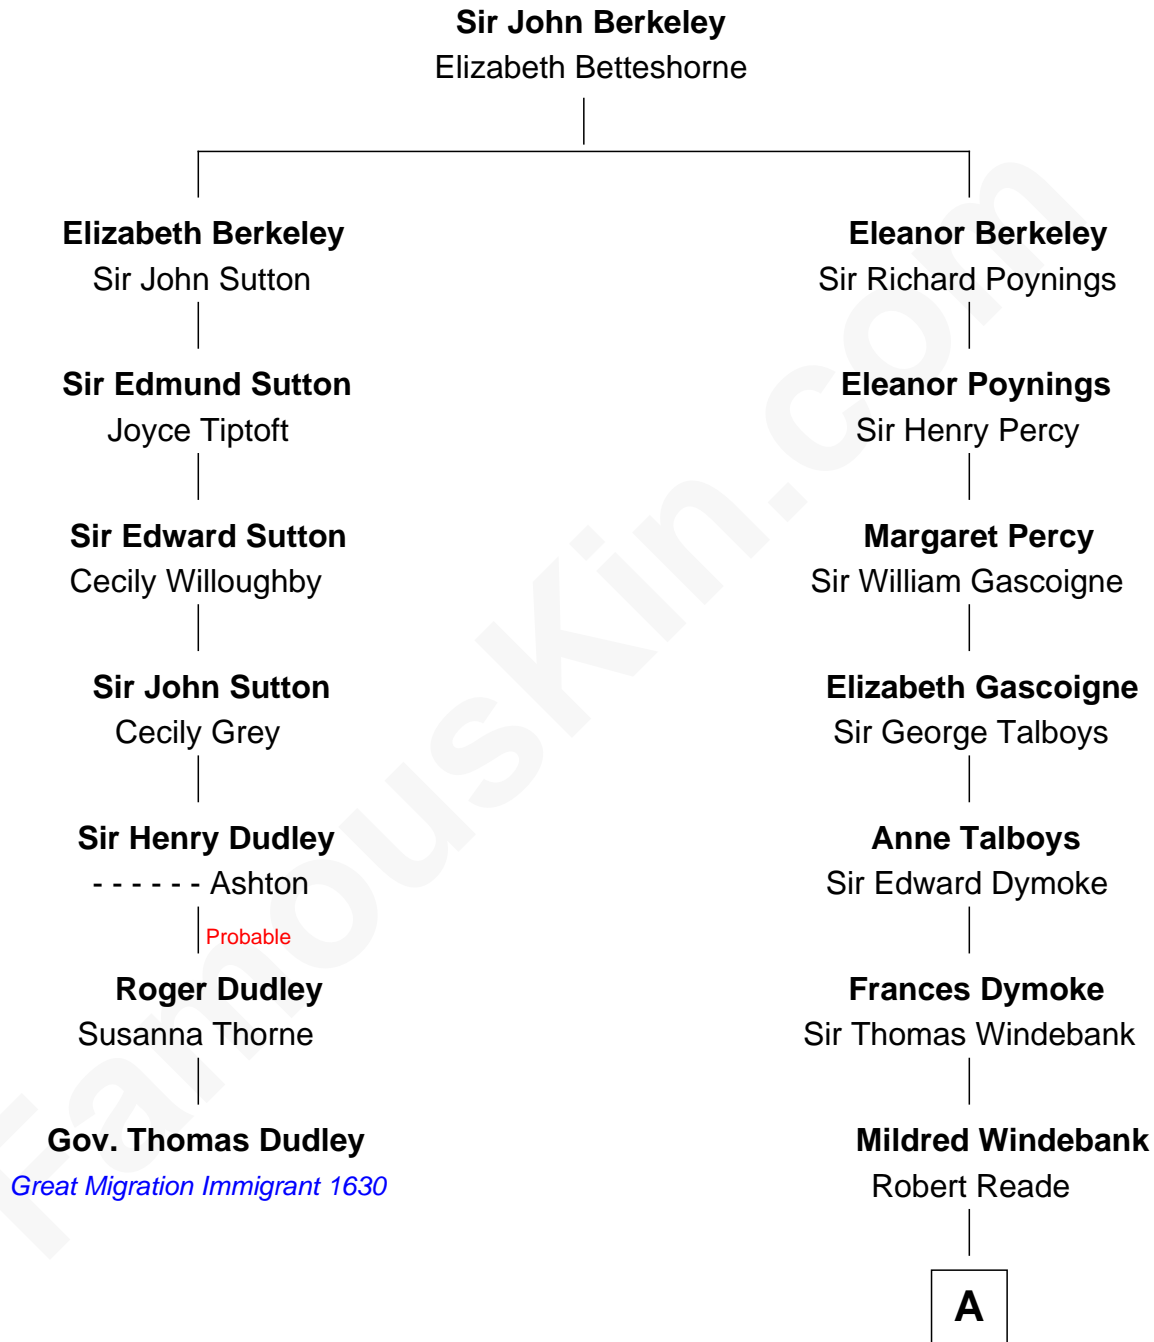 Sir John Berkeley
Elizabeth Betteshorne
Elizabeth Berkeley
Sir John Sutton
Eleanor Berkeley
Sir Richard Poynings
Sir Edmund Sutton
Joyce Tiptoft
Eleanor Poynings
Sir Henry Percy
Sir Edward Sutton
Cecily Willoughby
Margaret Percy
Sir William Gascoigne
Sir John Sutton
Cecily Grey
Elizabeth Gascoigne
Sir George Talboys
Sir Henry Dudley
- - - - - - Ashton
Anne Talboys
Sir Edward Dymoke
Probable
Roger Dudley
Susanna Thorne
Frances Dymoke
Sir Thomas Windebank
Gov. Thomas Dudley
Great Migration Immigrant 1630
Mildred Windebank
Robert Reade
A
FamousKin.com